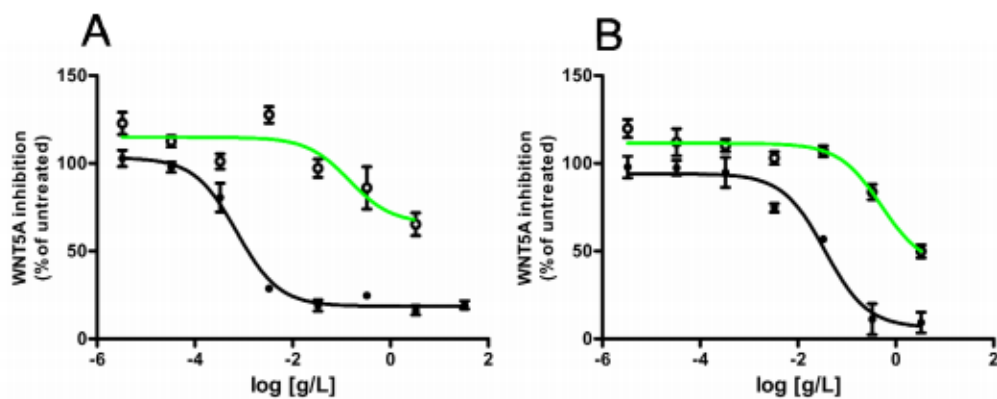 A
B
150
100
50
0
WNT5A inhibition
(% of untreated)
-6
-4
-2
0
2
log [g/L]
150
100
50
0
WNT5A inhibition
(% of untreated)
-6
-4
-2
0
2
log [g/L]